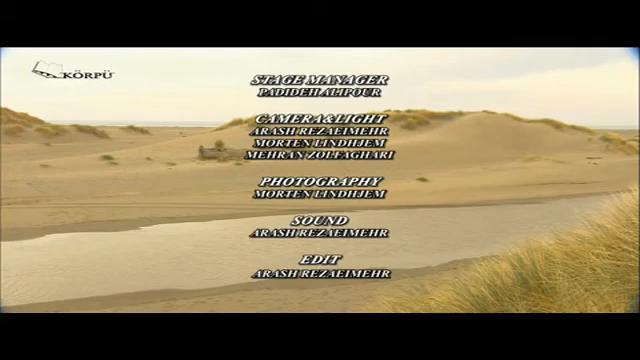 KÖRPÜ
STAGE MANAGER
PADIDEH ALIPOUR
CAMERA&LIGHT
ARASH REZAEIMEHR
MORTEN LINDHJEM
MEHRAN ZOLFAGHARI
PHOTOGRAPHY
MORTEN LINDHJEM
SOUND
ARASH REZAEIMEHR
EDIT
ARASH REZAEIMEHR